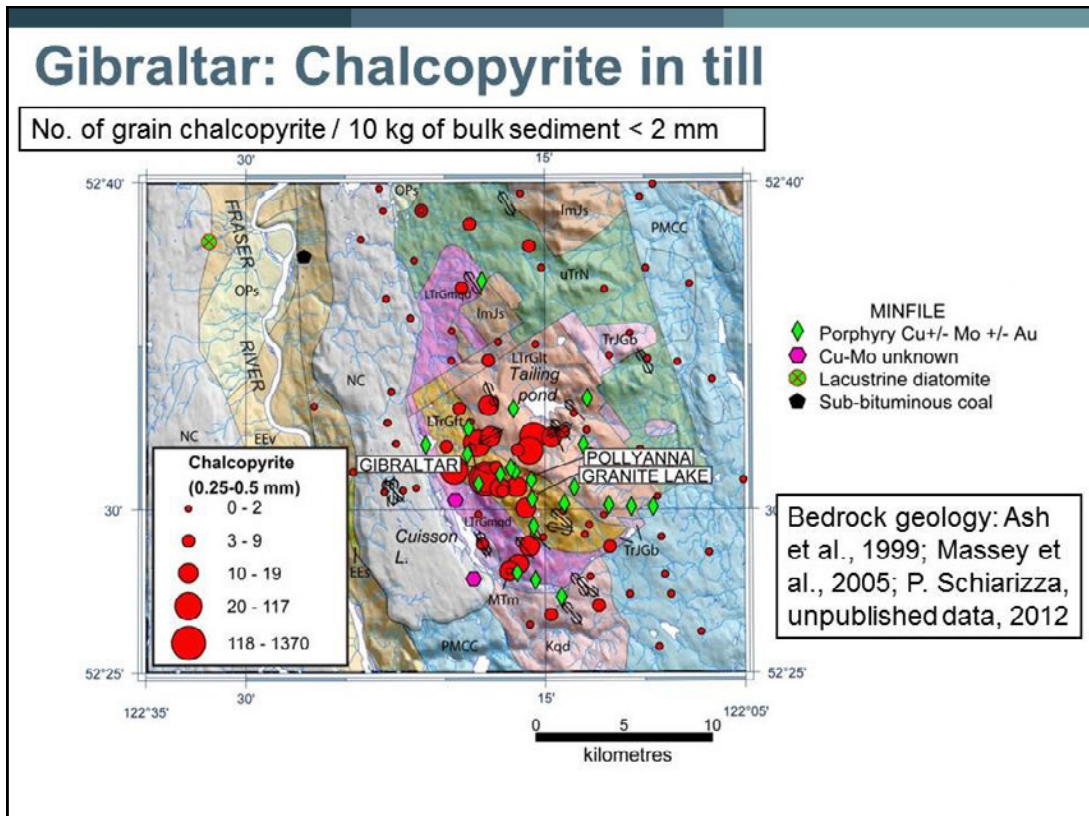 Gibraltar: Chalcopyrite in till
No. of grain chalcopyrite / 10 kg of bulk sediment < 2 mm
30'
15'
52°40'
52°40'
FRASER
RIVER
OPs
OPs
lmJs
PMCC
uTrN
LTrGmqd
lmJs
TrJGb
LTrGlt
Tailing
pond
NC
NC
EEv
LTrGft
GIBRALTAR
POLLYANNA
GRANITE LAKE
30'
30'
LTrGmqd
Cuisson
L.
TrJGb
EEs
MTm
PMCC
Kqd
52°25'
52°25'
30'
15'
122°35'
122°05'
Chalcopyrite
(0.25-0.5 mm)
0 - 2
3 - 9
10 - 19
20 - 117
118 - 1370
0
5
10
kilometres
MINFILE
Porphyry Cu+/- Mo +/- Au
Cu-Mo unknown
Lacustrine diatomite
Sub-bituminous coal
Bedrock geology: Ash
et al., 1999; Massey et
al., 2005; P. Schiarizza,
unpublished data, 2012